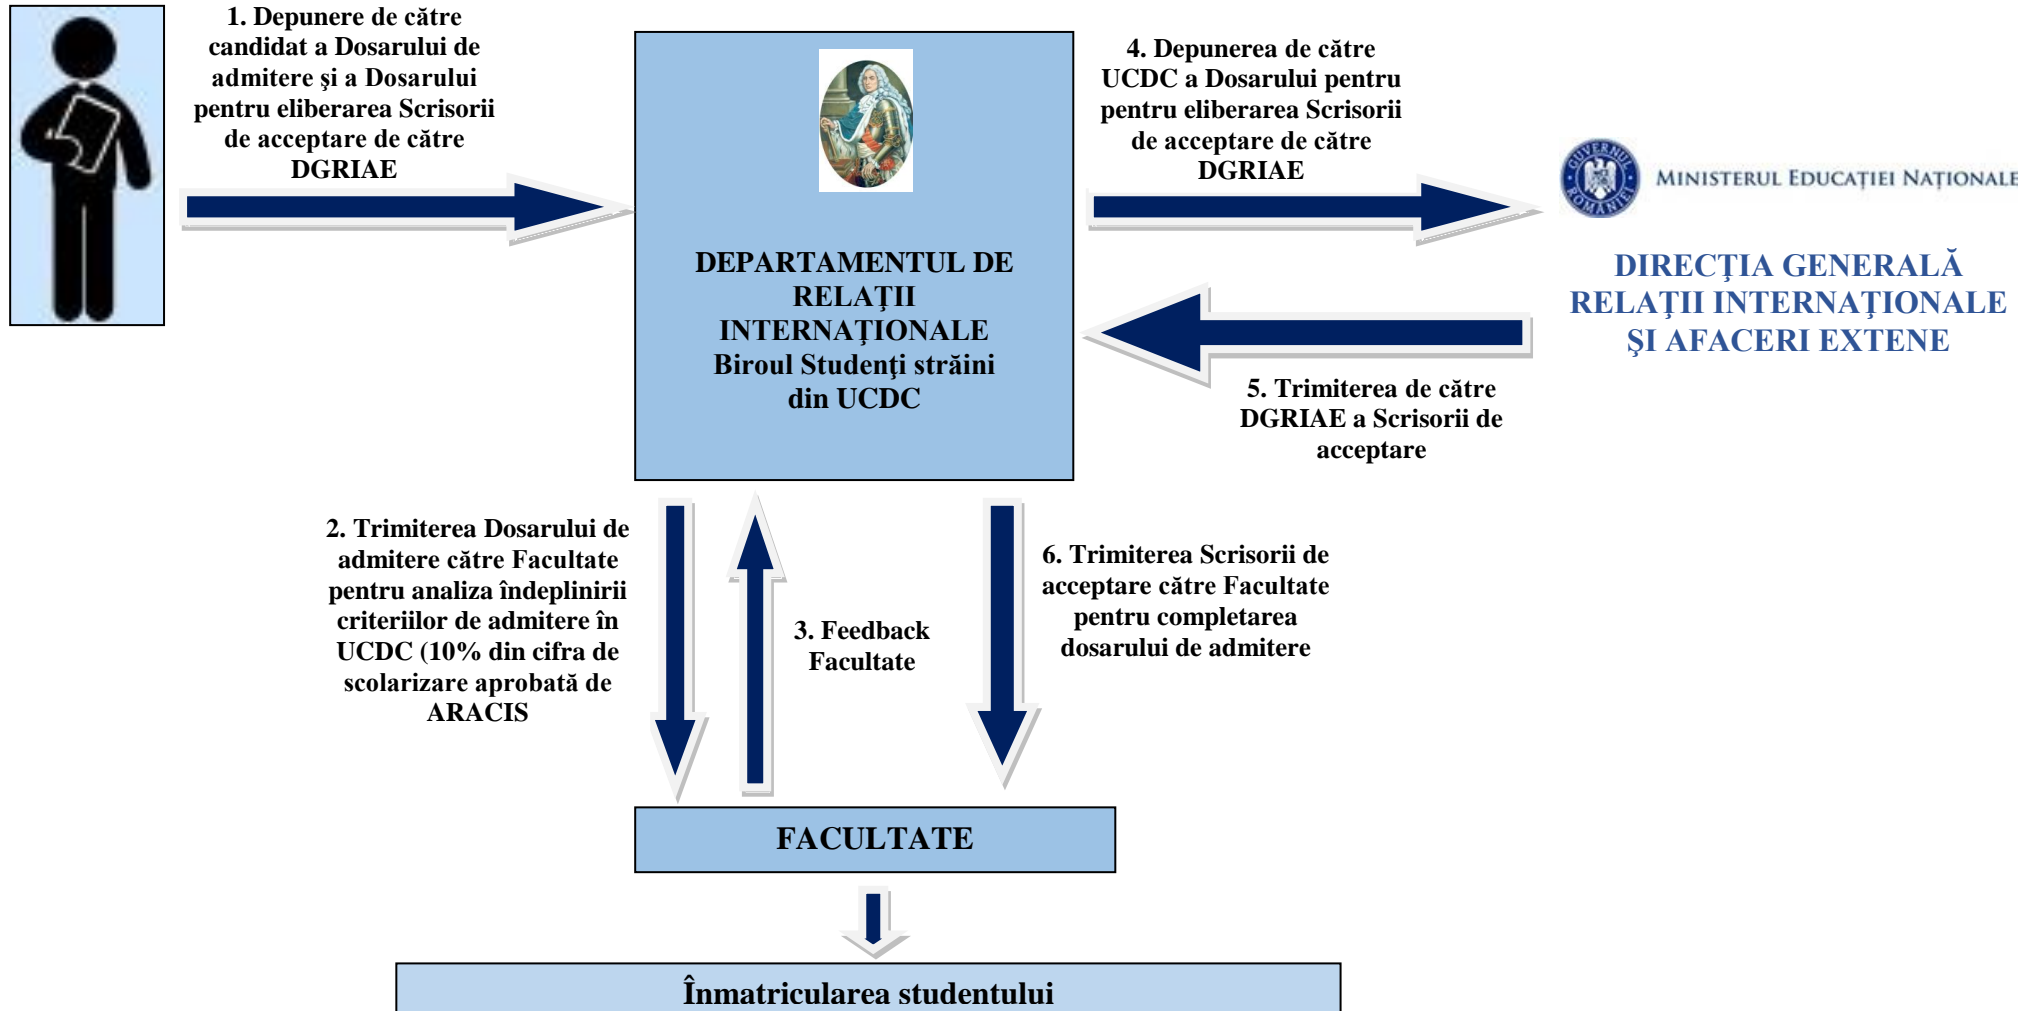 1. Depunere de către
candidat a Dosarului de
admitere şi a Dosarului
pentru eliberarea Scrisorii
de acceptare de către
DGRIAE
DEPARTAMENTUL DE
RELAŢII
INTERNAŢIONALE
Biroul Studenţi străini
din UCDC
4. Depunerea de către
UCDC a Dosarului pentru
pentru eliberarea Scrisorii
de acceptare de către
DGRIAE
GUVERNUL ROMÂNIEI
MINISTERUL EDUCAȚIEI NAȚIONALE
DIRECŢIA GENERALĂ
RELAŢII INTERNAŢIONALE
ŞI AFACERI EXTENE
5. Trimiterea de către
DGRIAE a Scrisorii de
acceptare
2. Trimiterea Dosarului de
admitere către Facultate
pentru analiza îndeplinirii
criteriilor de admitere în
UCDC (10% din cifra de
scolarizare aprobată de
ARACIS
3. Feedback
Facultate
6. Trimiterea Scrisorii de
acceptare către Facultate
pentru completarea
dosarului de admitere
FACULTATE
Înmatricularea studentului